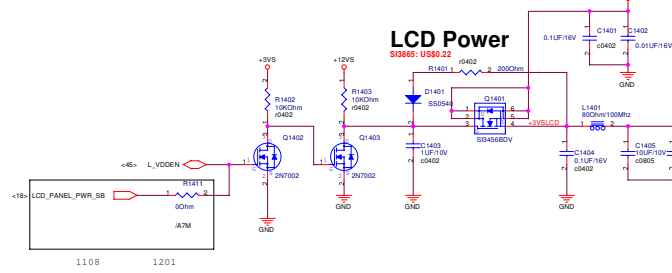 LCD Power
SI3865: US$0.22
+3VS
+12VS
R1402
10KOhm
r0402
R1403
10KOhm
r0402
R1401
r0402
200Ohm
D1401
SS0540
Q1401
SI3456BDV
+3VSLCD
C1401
0.1UF/16V
c0402
C1402
0.01UF/16V
c0402
GND
L1401
80Ohm/100Mhz
Q1402
2N7002
Q1403
2N7002
C1403
1UF/10V
c0402
C1404
0.1UF/16V
c0402
C1405
10UF/10V
c0805
<45>
L_VDDEN
<18>
LCD_PANEL_PWR_SB
R1411
0Ohm
/A7M
GND
GND
GND
GND
1108 1201